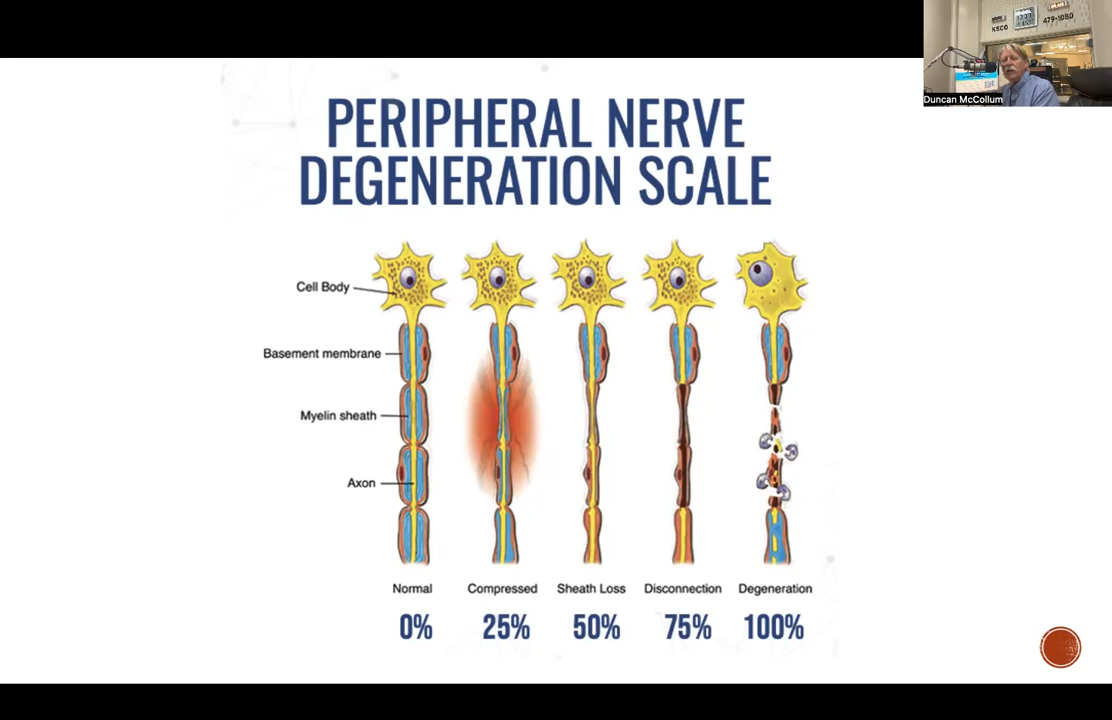 PERIPHERAL NERVE
DEGENERATION SCALE
Cell Body
Basement membrane
Myelin sheath
Axon
Normal
Compressed
Sheath Loss
Disconnection
Degeneration
0%
25%
50%
75%
100%
KSCO
479-1080
Duncan McCollum